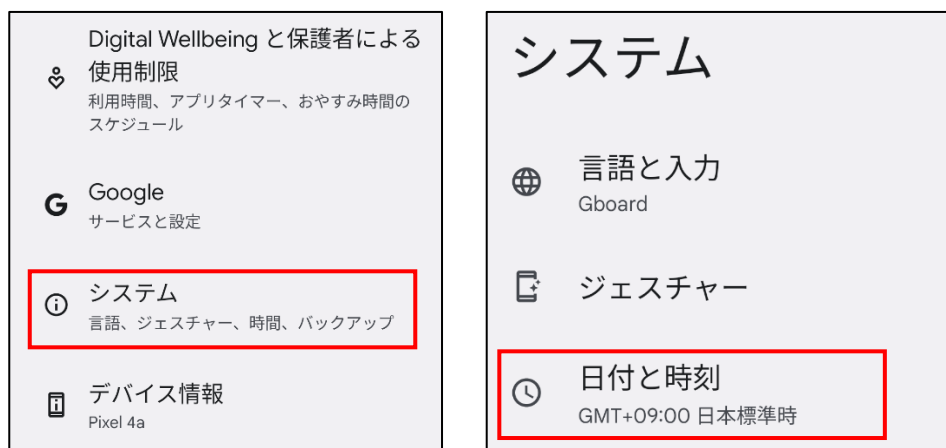 Digital Wellbeing と保護者による
使用制限
利用時間、アプリタイマー、おやすみ時間の
スケジュール
Google
サービスと設定
システム
言語、ジェスチャー、時間、バックアップ
デバイス情報
Pixel 4a
システム
言語と入力
Gboard
ジェスチャー
日付と時刻
GMT+09:00 日本標準時